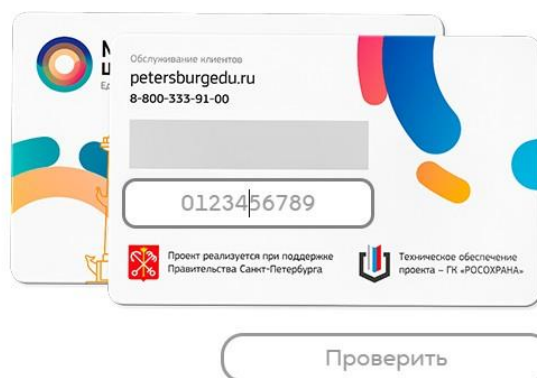 Обслуживание клиентов
petersburgedu.ru
8-800-333-91-00
0123456789
Проект реализуется при поддержке
Правительства Санкт-Петербурга
Техническое обеспечение
проекта – ГК «РОСОХРАНА»
Проверить